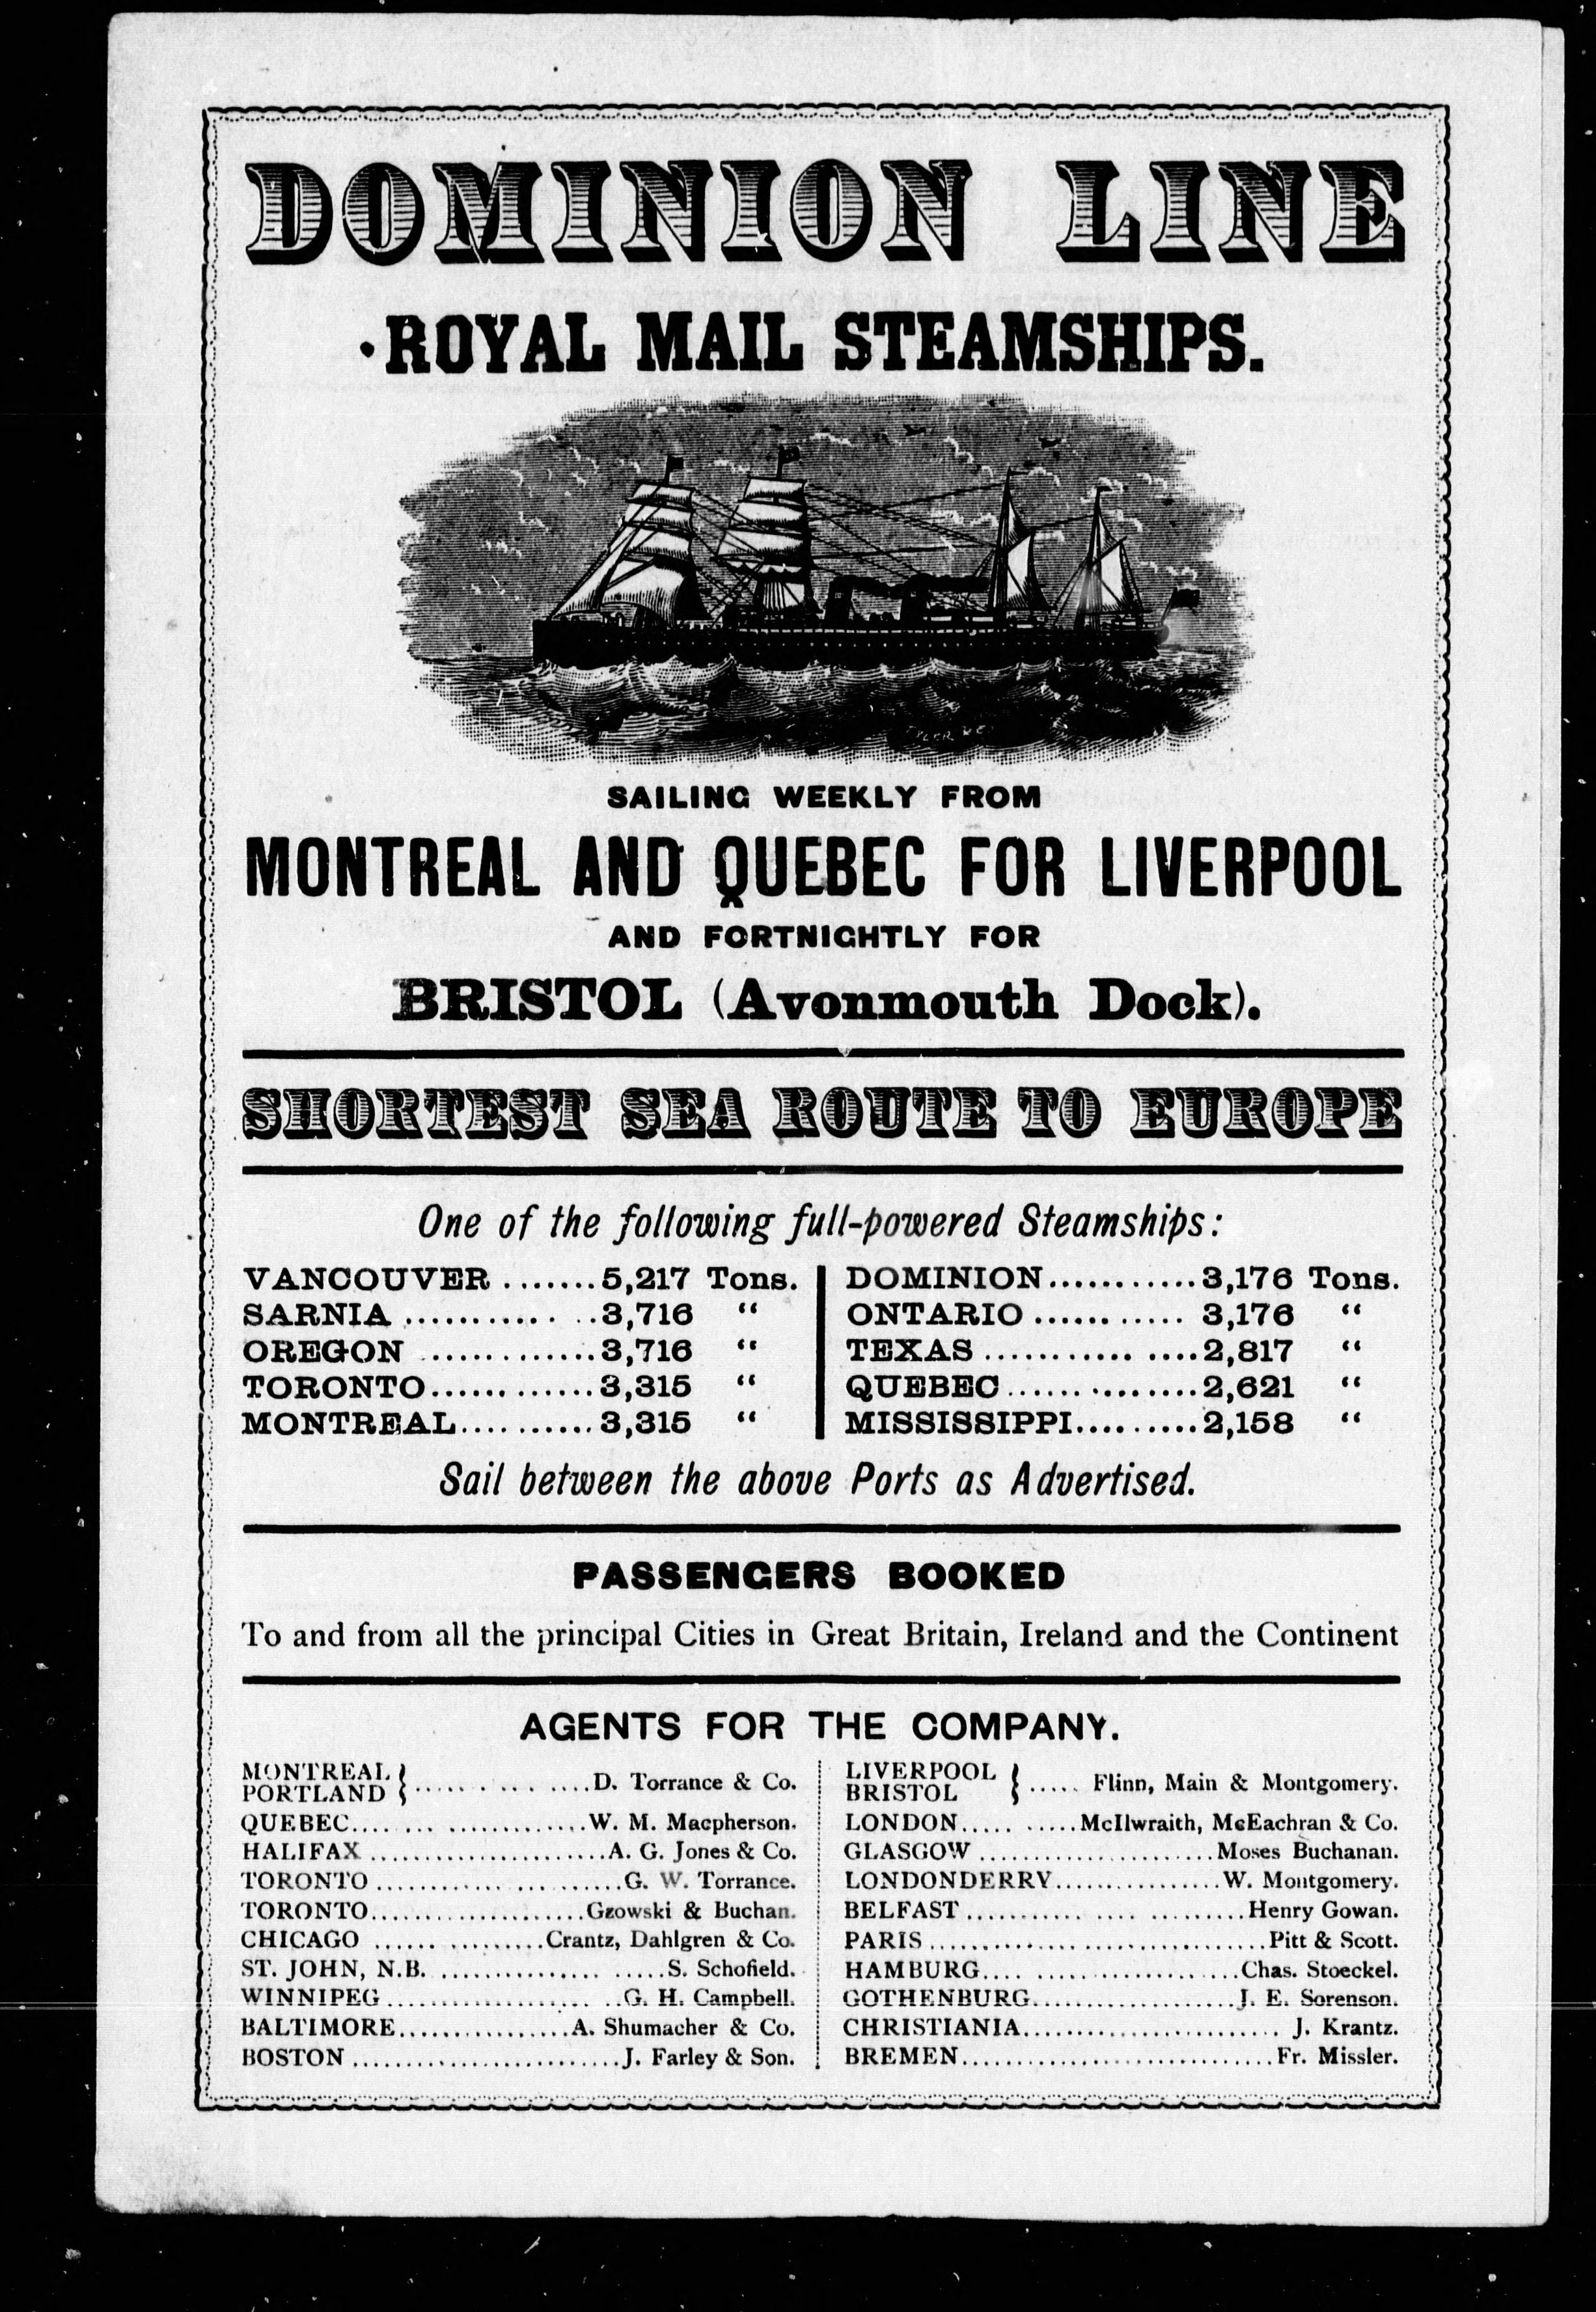 DOMINION LINE
ROYAL MAIL STEAMSHIPS.
TYLER SC
SAILING WEEKLY FROM
MONTREAL AND QUEBEC FOR LIVERPOOL
AND FORTNIGHTLY FOR
BRISTOL (Avonmouth Dock).
SHORTEST SEA ROUTE TO EUROPE
One of the following full-powered Steamships:
VANCOUVER .......5,217 Tons.
SARNIA ..............3,716 "
OREGON .............3,716 "
TORONTO.............3,315 "
MONTREAL...........3,315 "
DOMINION...........3,176 Tons.
ONTARIO ........... 3,176 "
TEXAS ...............2,817 "
QUEBEC...............2,621 "
MISSISSIPPI.........2,158 "
Sail between the above Ports as Advertised.
PASSENGERS BOOKED
To and from all the principal Cities in Great Britain, Ireland and the Continent
AGENTS FOR THE COMPANY.
MONTREAL
PORTLAND } ................D. Torrance & Co.
QUEBEC.......................W. M. Macpherson.
HALIFAX .......................A. G. Jones & Co.
TORONTO .......................G. W. Torrance.
TORONTO.....................Gzowski & Buchan.
CHICAGO ................Crantz, Dahlgren & Co.
ST. JOHN, N.B. .....................S. Schofield.
WINNIPEG ......................G. H. Campbell.
BALTIMORE.................A. Shumacher & Co.
BOSTON ..........................J. Farley & Son.
LIVERPOOL
BRISTOL } ..... Flinn, Main & Montgomery.
LONDON..........McIlwraith, McEachran & Co.
GLASGOW .......................Moses Buchanan.
LONDONDERRY................W. Montgomery.
BELFAST .........................Henry Gowan.
PARIS .................................Pitt & Scott.
HAMBURG........................Chas. Stoeckel.
GOTHENBURG....................J. E. Sorenson.
CHRISTIANIA......................... J. Krantz.
BREMEN..............................Fr. Missler.